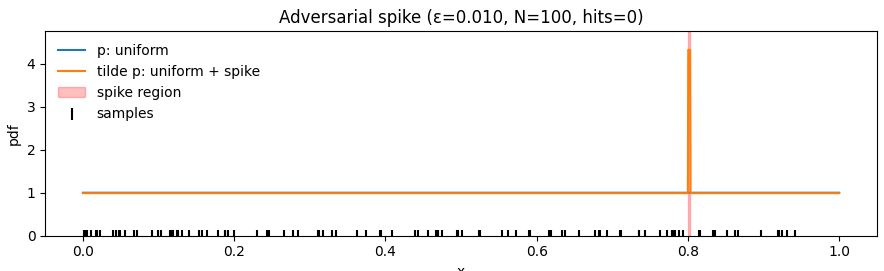 Adversarial spike (ε=0.010, N=100, hits=0)
p: uniform
tilde p: uniform + spike
spike region
samples
pdf
4
3
2
1
0
0.0 0.2 0.4 0.6 0.8 1.0